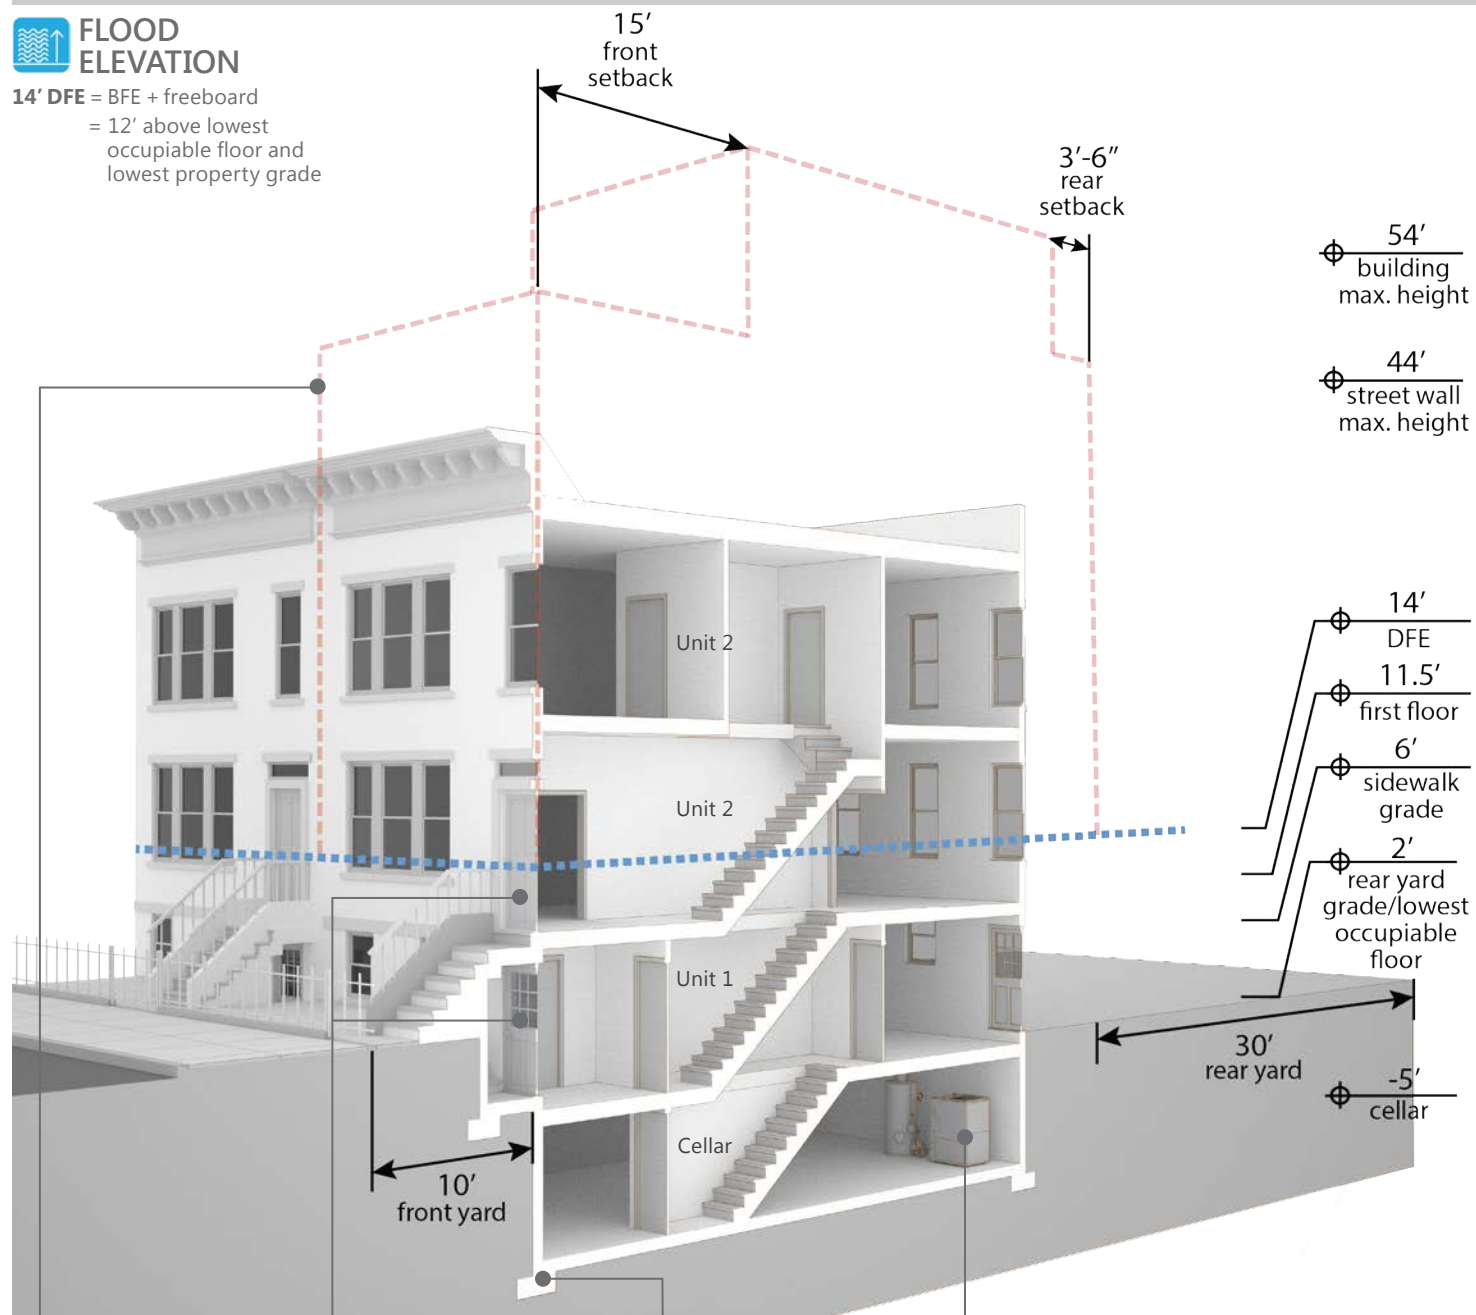 FLOOD
ELEVATION
14′ DFE = BFE + freeboard
= 12′ above lowest
occupiable floor and
lowest property grade
15′
front
setback
3′-6″
rear
setback
54′
building
max. height
44′
street wall
max. height
14′
DFE
11.5′
first floor
6′
sidewalk
grade
2′
rear yard
grade/lowest
occupiable
floor
Unit 2
Unit 2
Unit 1
Cellar
30′
rear yard
-5′
cellar
10′
front yard